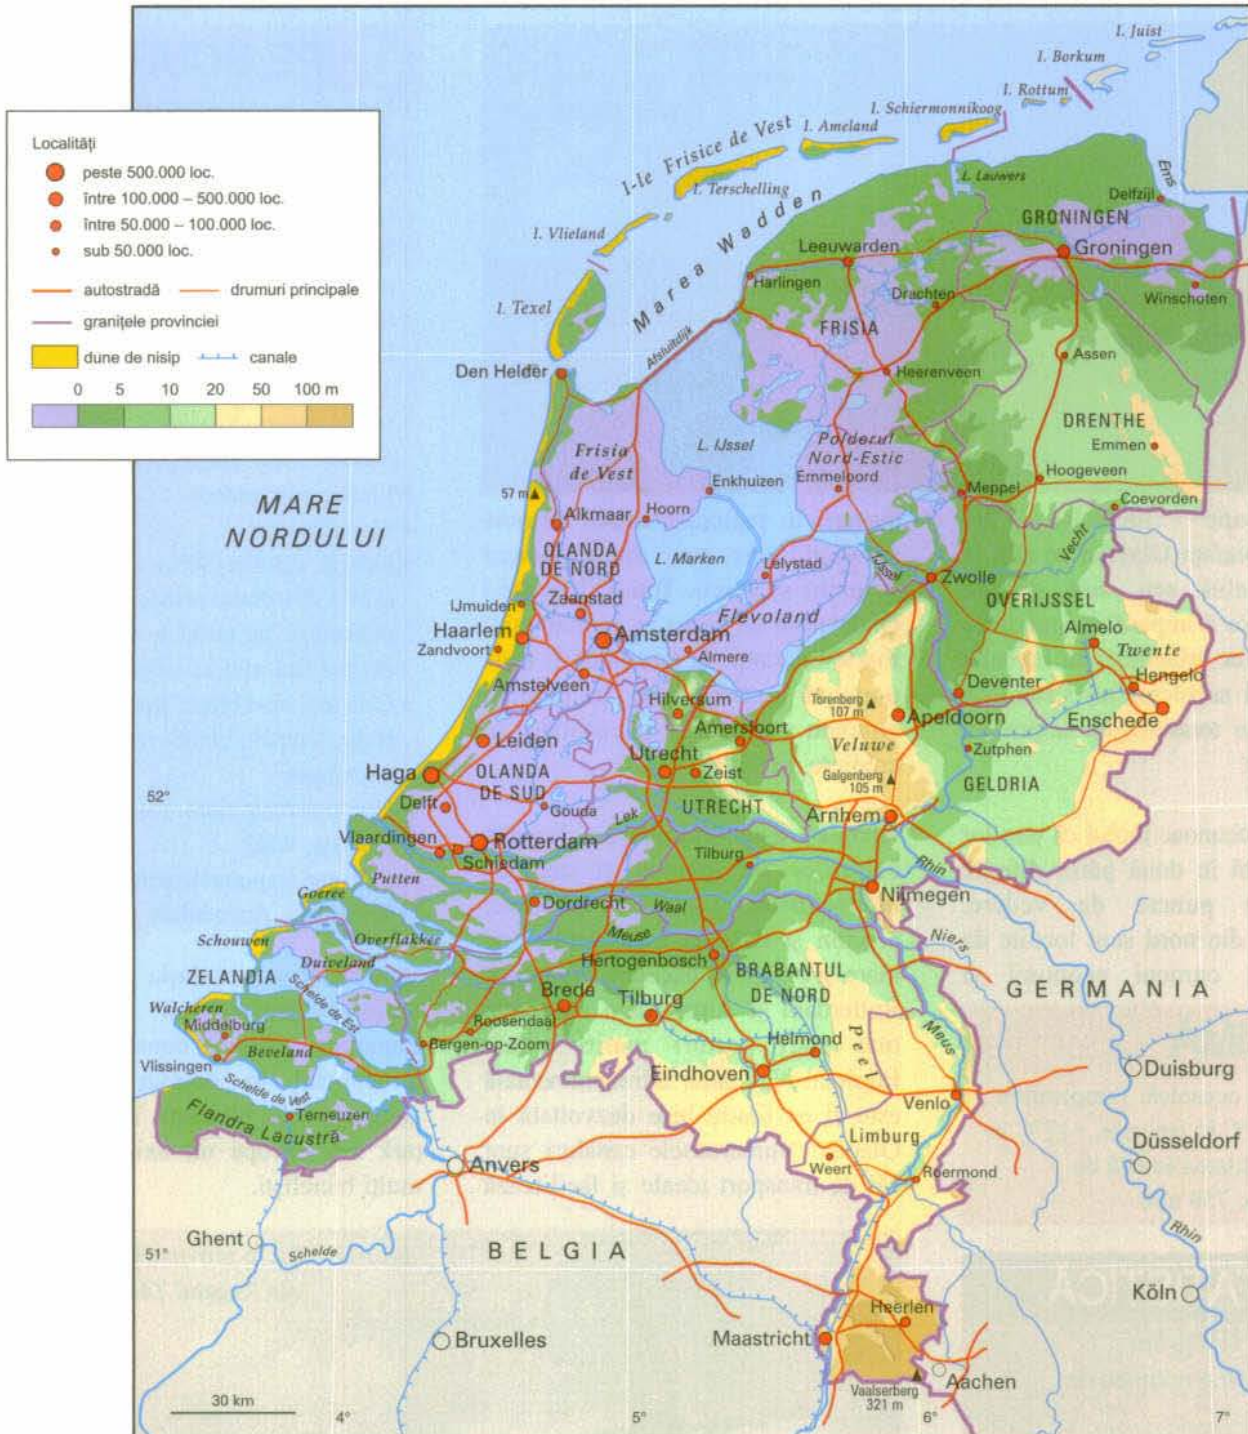 Localități
peste 500.000 loc.
între 100.000 – 500.000 loc.
între 50.000 – 100.000 loc.
sub 50.000 loc.
autostradă
drumuri principale
granițele provinciei
dune de nisip
canale
0 5 10 20 50 100 m
I. Juist
I. Borkum
I. Rottum
I. Schiermonnikoog
I. Ameland
I-le Frisice de Vest
I. Terschelling
I. Vlieland
I. Texel
Marea Wadden
L. Lauwers
Ems
Delfzijl
GRONINGEN
Groningen
Leeuwarden
Harlingen
Winschoten
Drachten
FRISIA
Afsluitdijk
Assen
Den Helder
Heerenveen
DRENTHE
Emmen
Frisia
de Vest
L. IJssel
Polderul
Nord-Estic
Emmeloord
Hoogeveen
Enkhuizen
Meppel
Coevorden
57 m
MARE
NORDULUI
Hoorn
Alkmaar
OLANDA
DE NORD
L. Marken
Vecht
Lelystad
IJssel
Zwolle
IJmuiden
Zaanstad
Flevoland
OVERIJSSEL
Haarlem
Amsterdam
Almelo
Zandvoort
Almere
Twente
Amstelveen
Hengelo
Hilversum
Deventer
Torenberg
107 m
Amersfoort
Apeldoorn
Enschede
Leiden
Veluwe
Zutphen
Utrecht
Zeist
Haga
OLANDA
DE SUD
Galgenberg
105 m
GELDRIA
52°
Delft
Gouda
UTRECHT
Arnhem
Lek
Vlaardingen
Rotterdam
Schiedam
Tilburg
Rhin
Putten
Goeree
Nijmegen
Dordrecht
Waal
Meuse
Niers
Schouwen
Overflakkee
Duiveland
Hertogenbosch
BRABANTUL
DE NORD
ZELANDIA
Schelde de Est
GERMANIA
Walcheren
Breda
Tilburg
Middelburg
Roosendaal
Meus
Peel
Beveland
Bergen-op-Zoom
Helmond
Vlissingen
Eindhoven
Duisburg
Schelde de Vest
Venlo
Flandra Lacustră
Terneuzen
Limburg
Düsseldorf
Anvers
Weert
Roermond
Ghent
Schelde
BELGIA
Rhin
51°
Köln
Heerlen
Bruxelles
Maastricht
Aachen
Vaalserberg
321 m
30 km
4° 5° 6° 7°